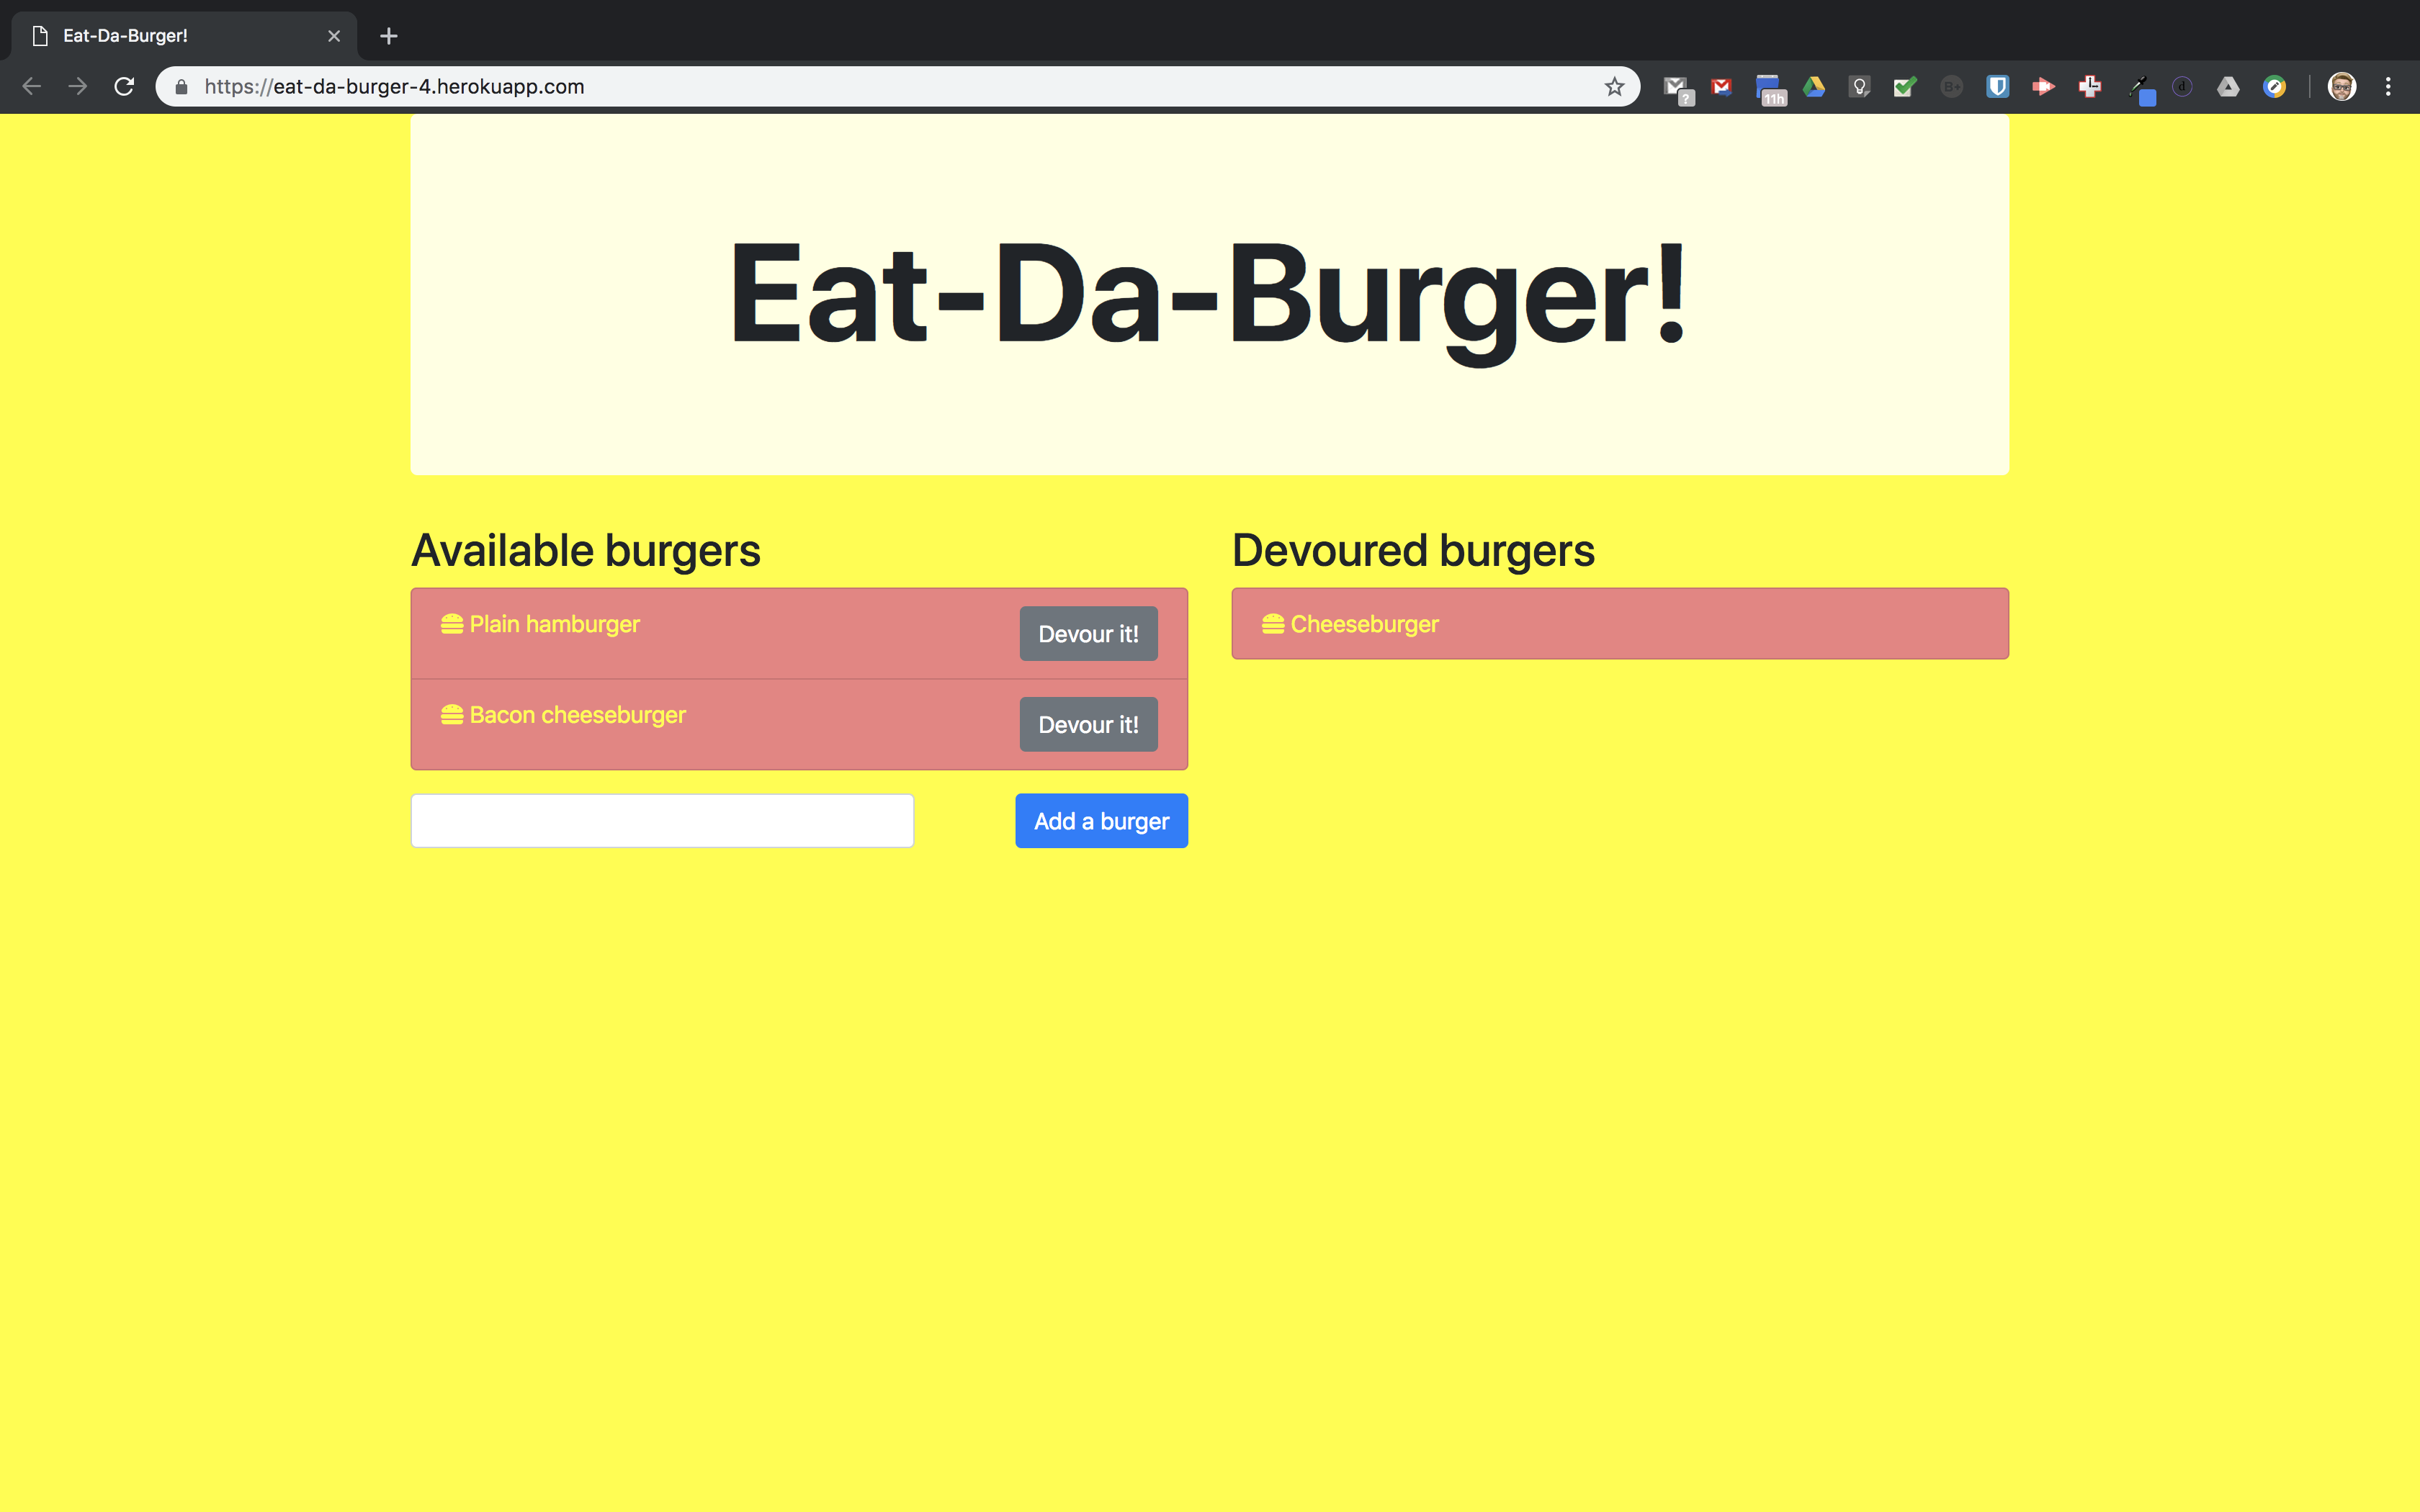 Eat-Da-Burger!
https://eat-da-burger-4.herokuapp.com
?
11h
B+
d
Eat-Da-Burger!
Available burgers
Devoured burgers
Plain hamburger
Devour it!
Cheeseburger
Bacon cheeseburger
Devour it!
Add a burger